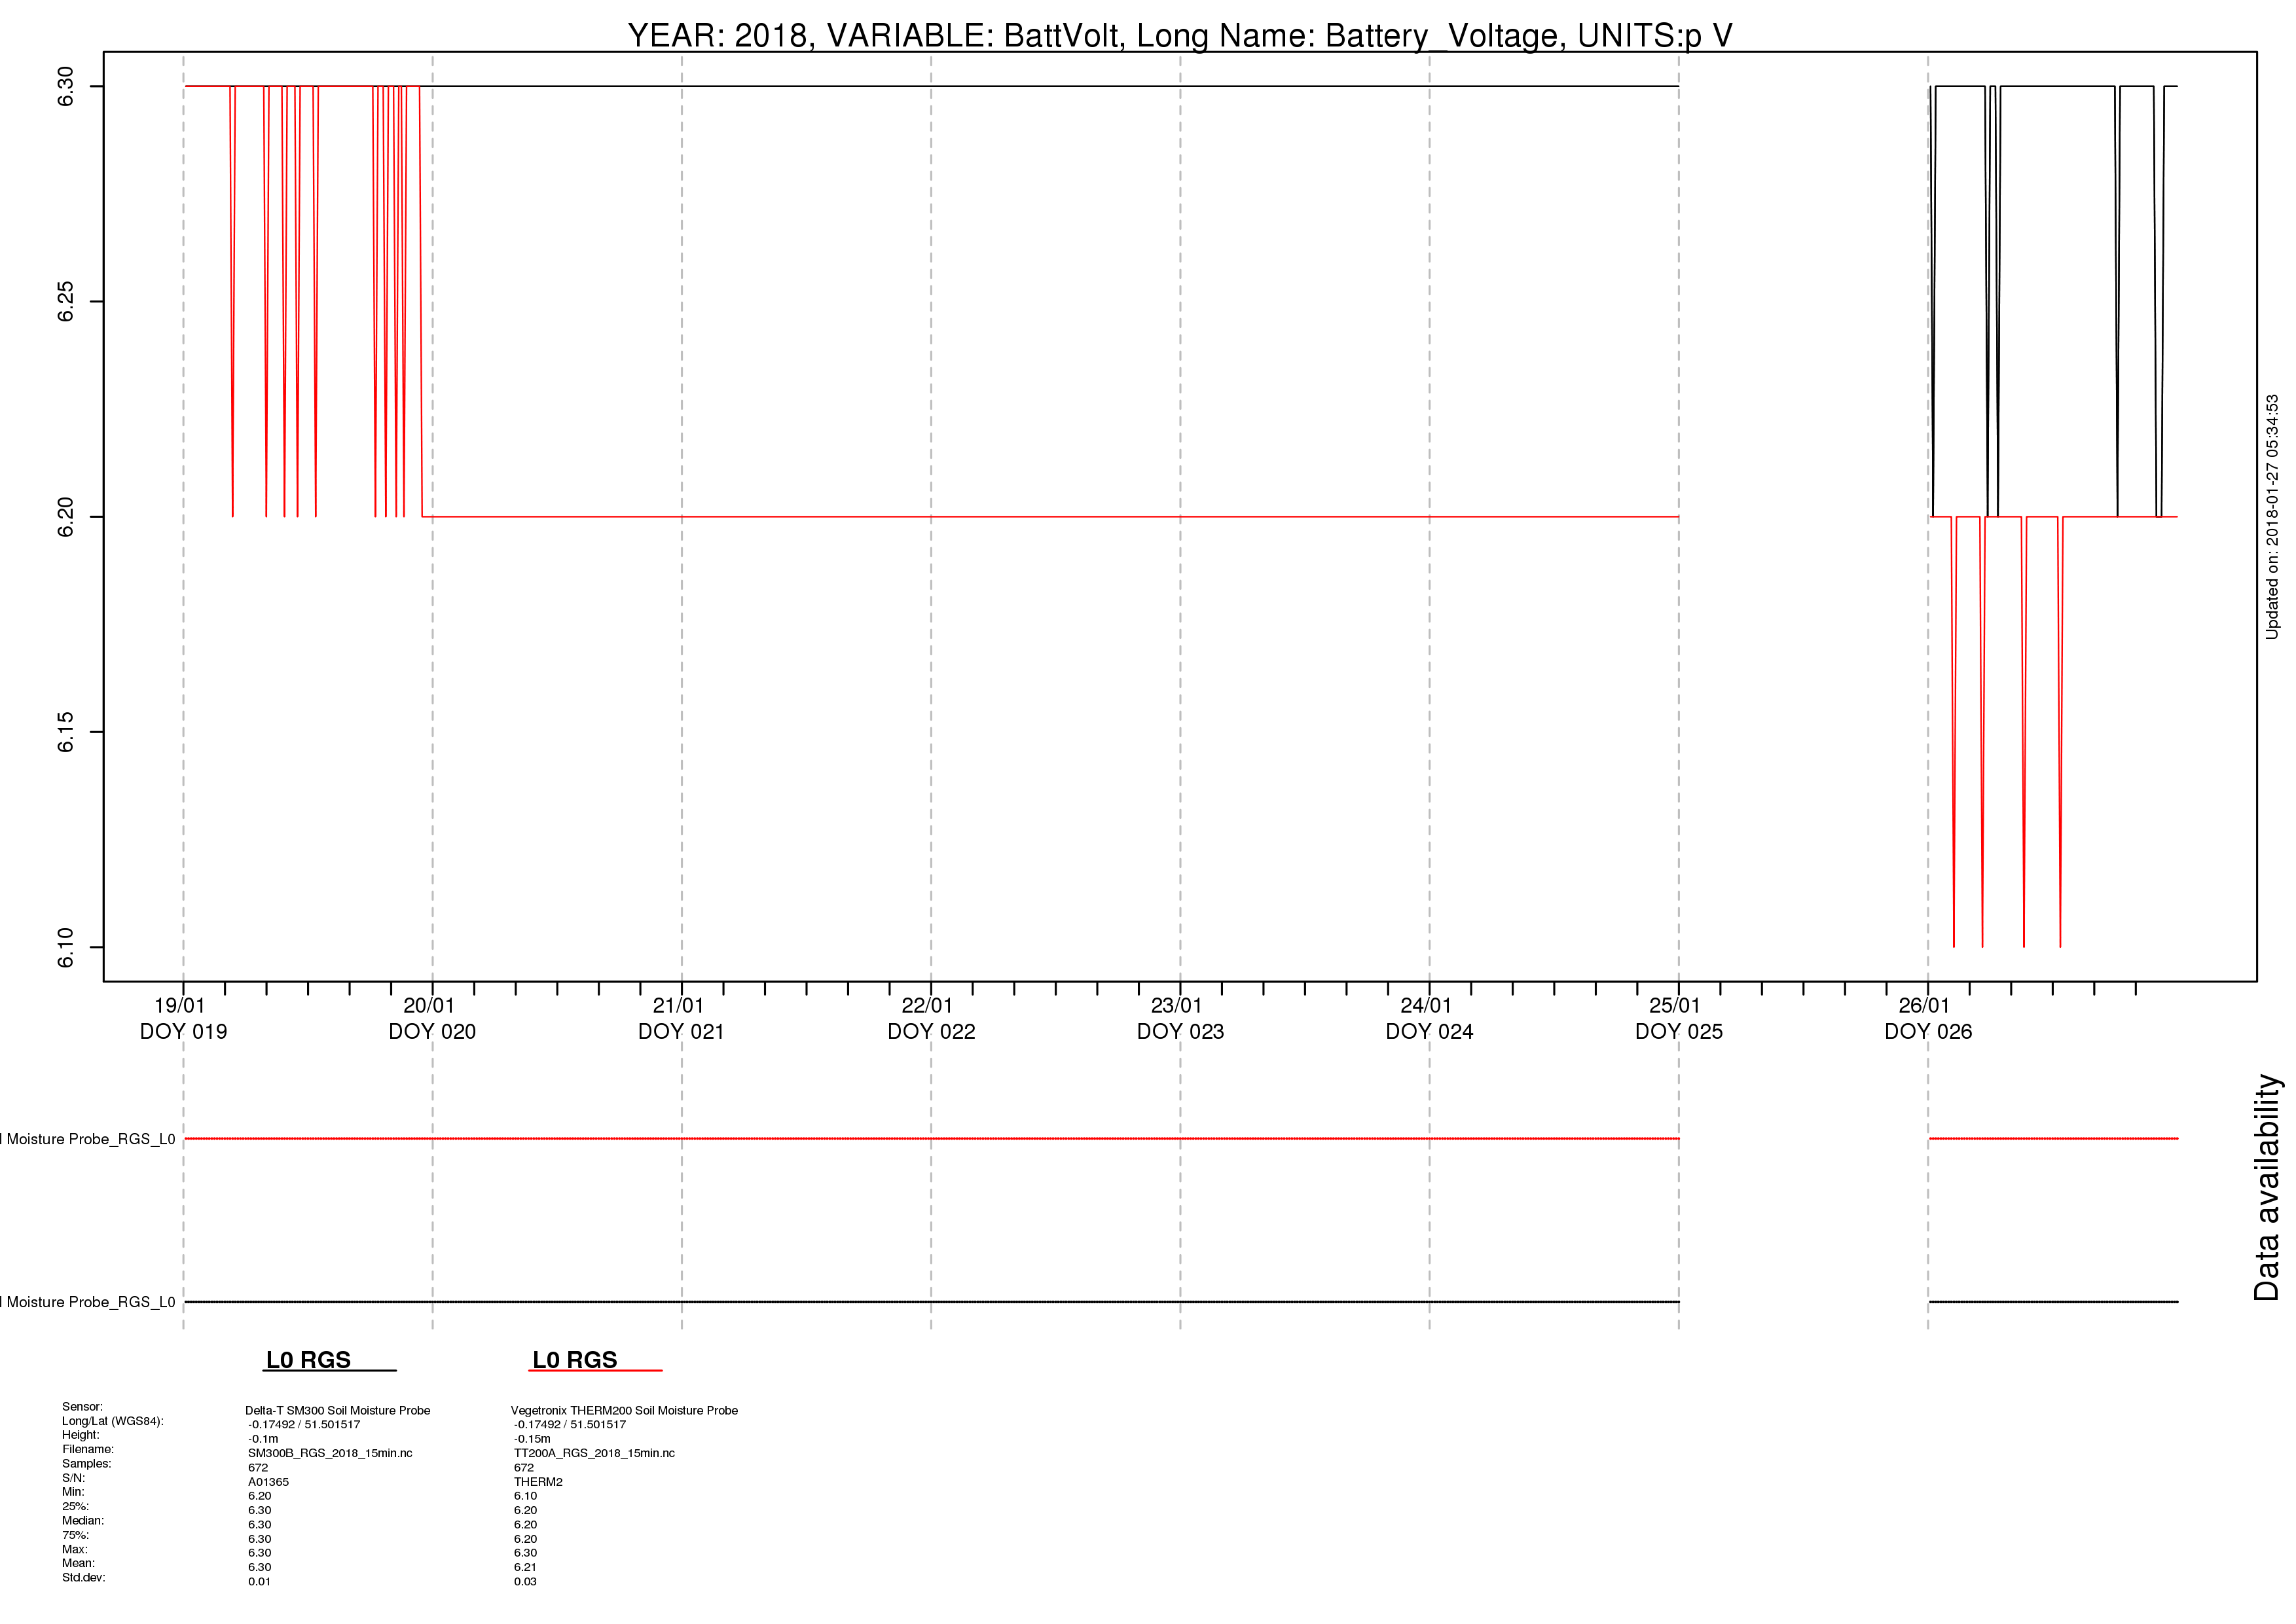 YEAR: 2018, VARIABLE: BattVolt, Long Name: Battery_Voltage, UNITS:p V
6.30
6.25
6.20
6.15
6.10
Updated on: 2018-01-27 05:34:53
19/01 20/01 21/01 22/01 23/01 24/01 25/01 26/01
DOY 019 DOY 020 DOY 021 DOY 022 DOY 023 DOY 024 DOY 025 DOY 026
Data availability
l Moisture Probe_RGS_L0
l Moisture Probe_RGS_L0
L0 RGS L0 RGS
Sensor: Delta-T SM300 Soil Moisture Probe Vegetronix THERM200 Soil Moisture Probe
Long/Lat (WGS84): -0.17492 / 51.501517 -0.17492 / 51.501517
Height: -0.1m -0.15m
Filename: SM300B_RGS_2018_15min.nc TT200A_RGS_2018_15min.nc
Samples: 672 672
S/N: A01365 THERM2
Min: 6.20 6.10
25%: 6.30 6.20
Median: 6.30 6.20
75%: 6.30 6.20
Max: 6.30 6.30
Mean: 6.30 6.21
Std.dev: 0.01 0.03